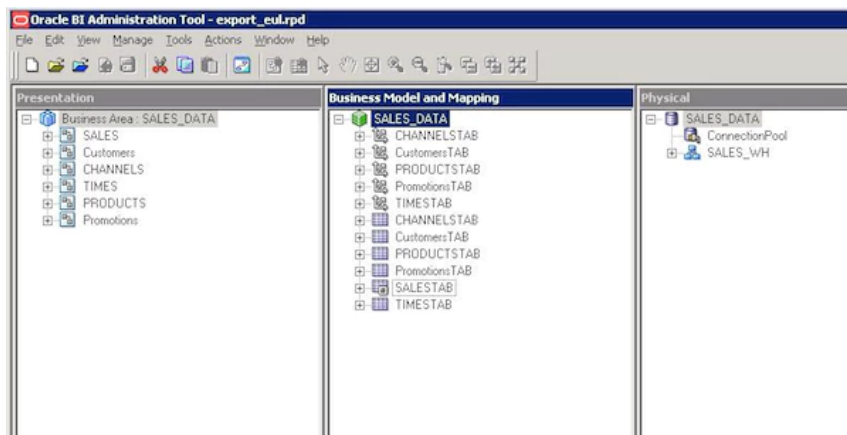 Oracle BI Administration Tool - export_eul.rpd
File Edit View Manage Tools Actions Window Help
Presentation
Business Area : SALES_DATA
SALES
Customers
CHANNELS
TIMES
PRODUCTS
Promotions
Business Model and Mapping
SALES_DATA
CHANNELSTAB
CustomersTAB
PRODUCTSTAB
PromotionsTAB
TIMESTAB
CHANNELSTAB
CustomersTAB
PRODUCTSTAB
PromotionsTAB
SALESTAB
TIMESTAB
Physical
SALES_DATA
ConnectionPool
SALES_WH